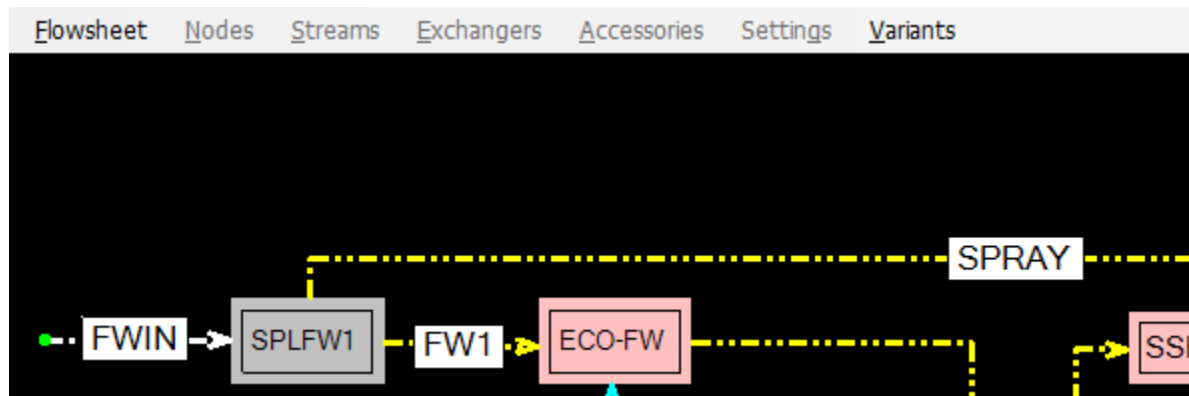 Flowsheet Nodes Streams Exchangers Accessories Settings Variants
SPRAY
FWIN SPLFW1 FW1 ECO-FW